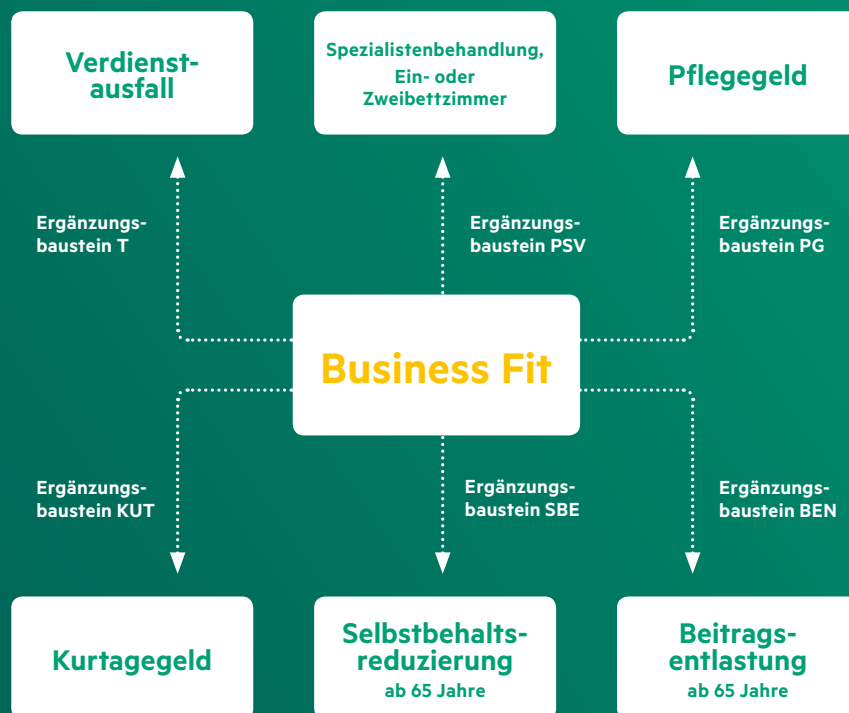 Verdienst-
ausfall
Spezialistenbehandlung,
Ein- oder
Zweibettzimmer
Pflegegeld
Ergänzungs-
baustein T
Ergänzungs-
baustein PSV
Ergänzungs-
baustein PG
Business Fit
Ergänzungs-
baustein KUT
Ergänzungs-
baustein SBE
Ergänzungs-
baustein BEN
Kurtagegeld
Selbstbehalts-
reduzierung
ab 65 Jahre
Beitrags-
entlastung
ab 65 Jahre